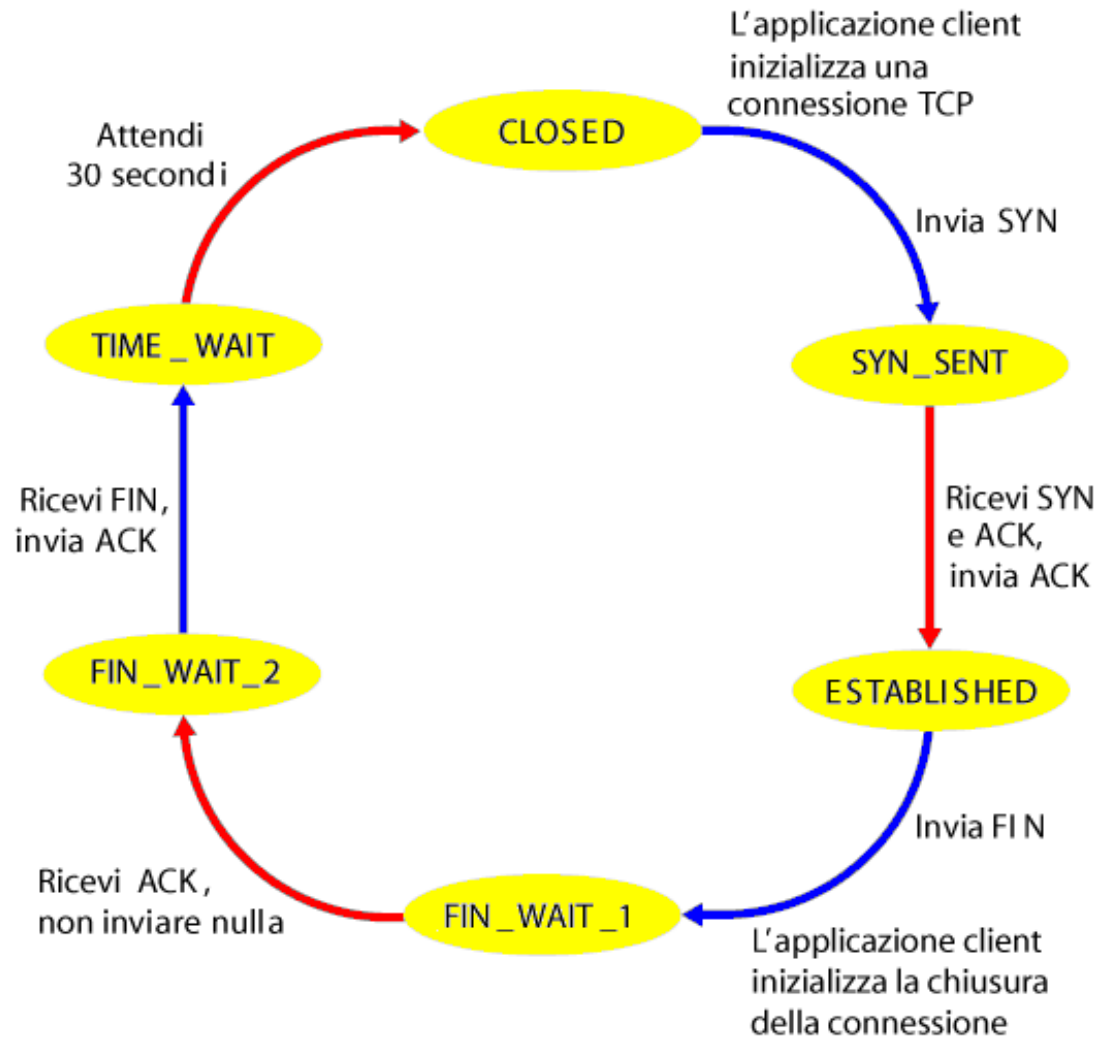 L'applicazione client
inizializza una
connessione TCP
CLOSED
Attendi
30 secondi
Invia SYN
TIME_WAIT
SYN_SENT
Ricevi FIN,
invia ACK
Ricevi SYN
e ACK,
invia ACK
FIN_WAIT_2
ESTABLISHED
Invia FIN
Ricevi ACK,
non inviare nulla
FIN_WAIT_1
L'applicazione client
inizializza la chiusura
della connessione